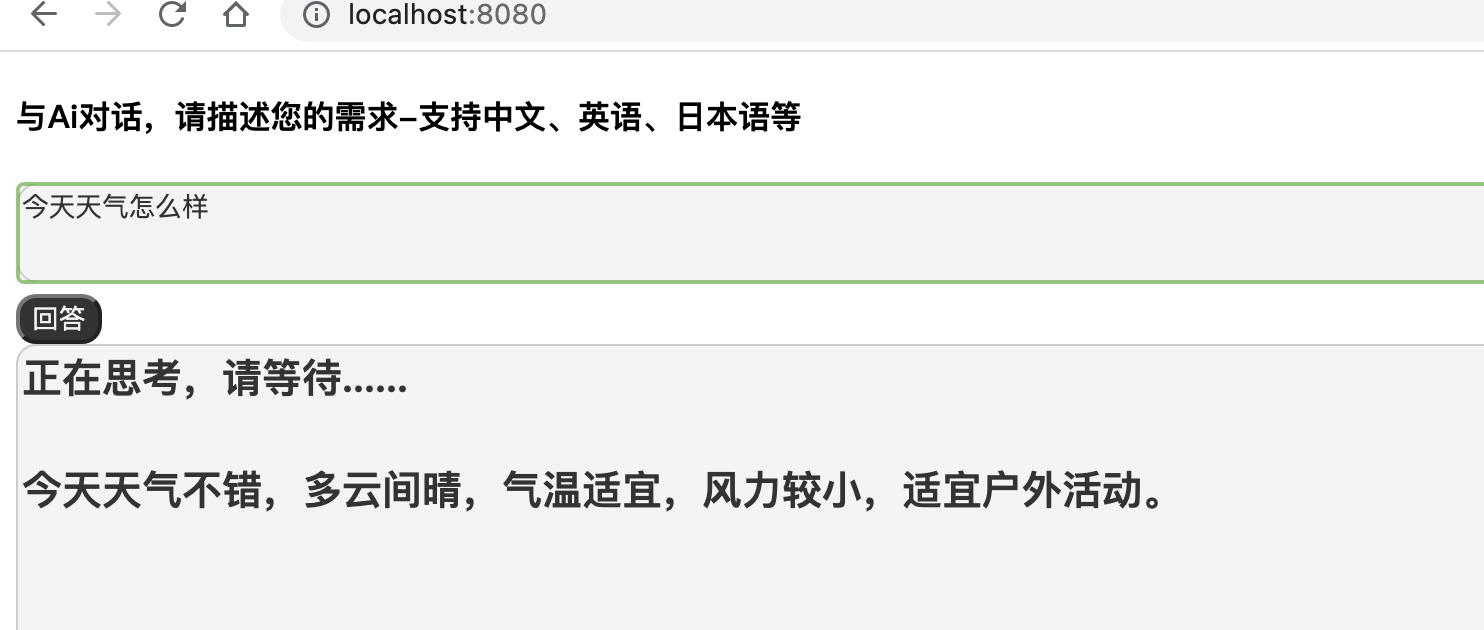 localhost:8080
与Ai对话，请描述您的需求-支持中文、英语、日本语等
今天天气怎么样
回答
正在思考，请等待......
今天天气不错，多云间晴，气温适宜，风力较小，适宜户外活动。